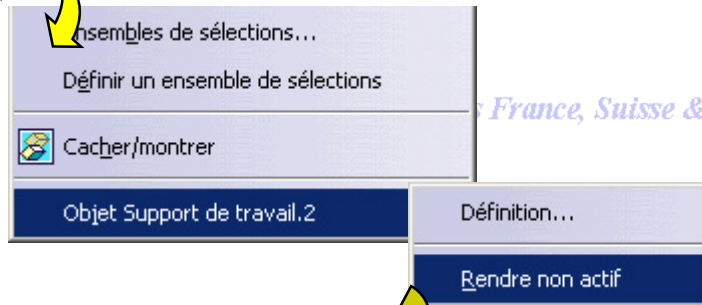 nsembles de sélections...
Définir un ensemble de sélections
France, Suisse &
Cacher/montrer
Objet Support de travail.2
Définition...
Rendre non actif